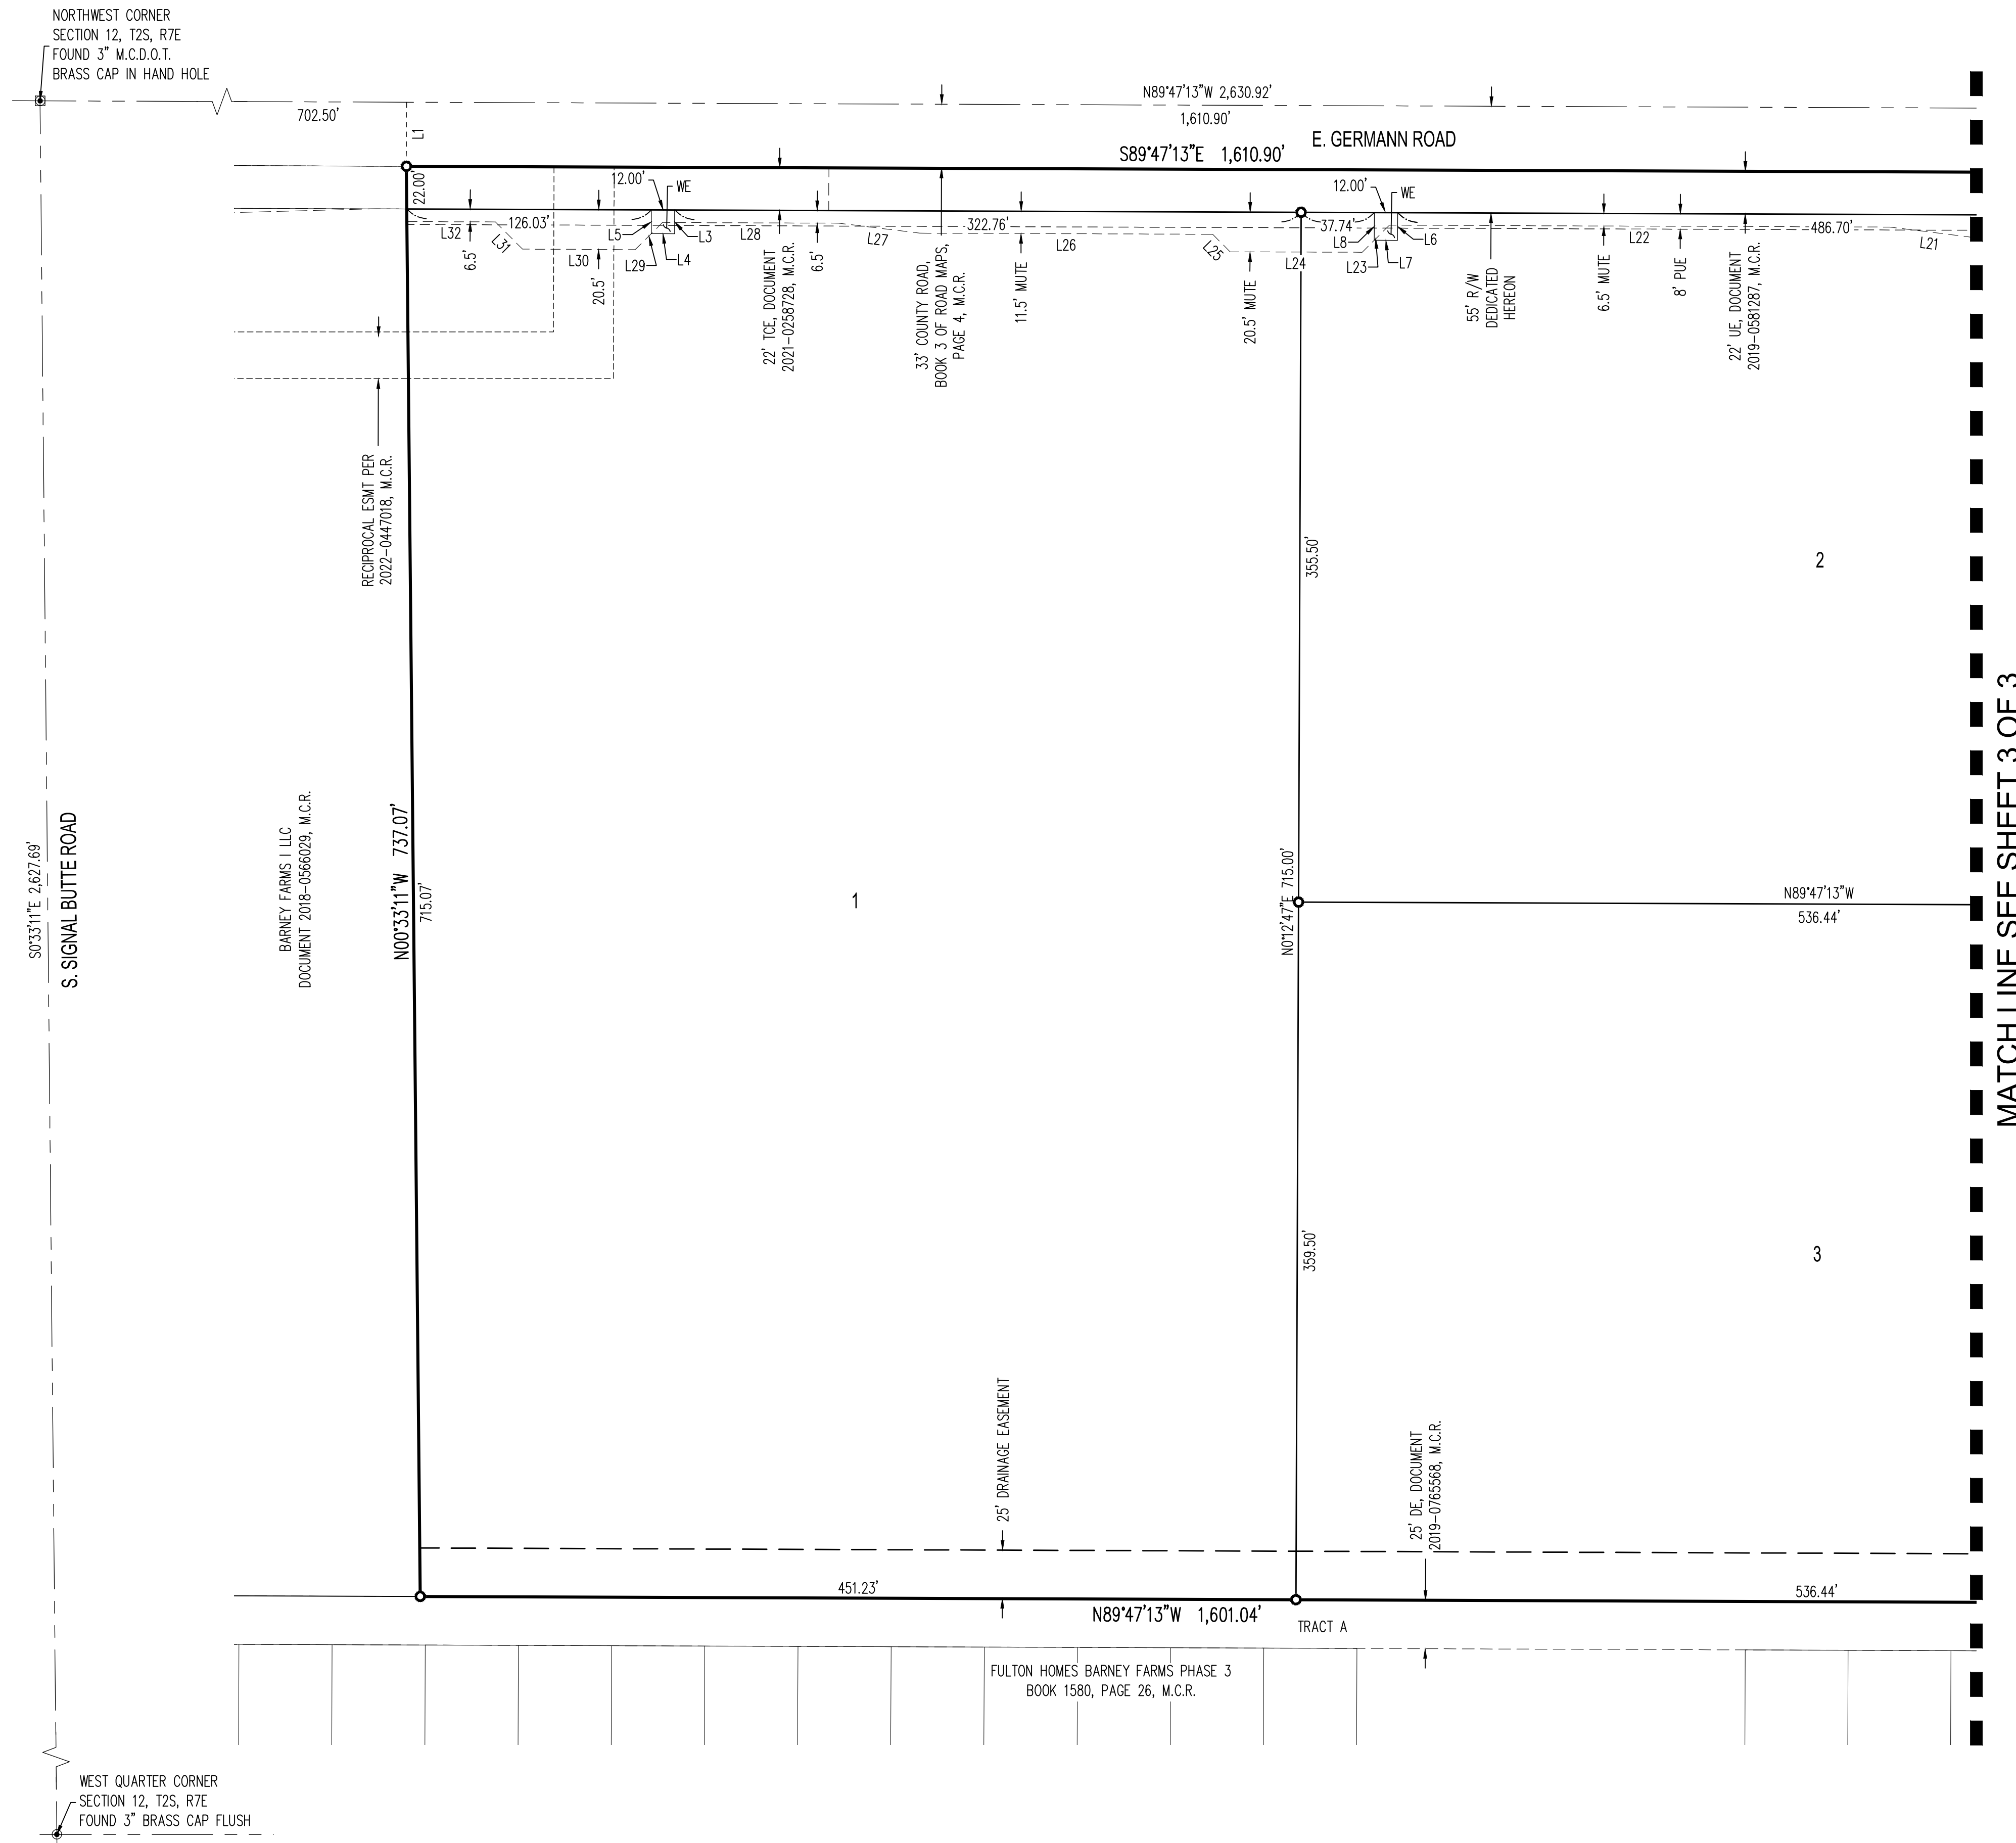 NORTHWEST CORNER
SECTION 12, T2S, R7E
FOUND 3" M.C.D.O.T.
BRASS CAP IN HAND HOLE
N89°47'13"W 2,630.92'
702.50'
1,610.90'
L1
E. GERMANN ROAD
S89°47'13"E 1,610.90'
22.00'
12.00'
WE
12.00'
WE
L32
126.03'
L31
L5
L3
L28
L27
322.76'
L26
L25
37.74'
L8
L6
L22
486.70'
L21
6.5'
L30
20.5'
L29
L4
22' TCE, DOCUMENT
2021-0258728, M.C.R.
6.5'
33' COUNTY ROAD,
BOOK 3 OF ROAD MAPS,
PAGE 4, M.C.R.
11.5' MUTE
20.5' MUTE
L24
L23
L7
55' R/W
DEDICATED
HEREON
6.5' MUTE
8' PUE
22' UE, DOCUMENT
2019-0581287, M.C.R.
RECIPROCAL ESMT PER
2022-0447018, M.C.R.
355.50'
2
S0°33'11"E 2,627.69'
S. SIGNAL BUTTE ROAD
BARNEY FARMS I LLC
DOCUMENT 2018-0566029, M.C.R.
N00°33'11"W 737.07'
715.07'
1
N0°12'47"E 715.00'
N89°47'13"W
536.44'
MATCH LINE SEE SHEET 3 OF 3
359.50'
3
25' DRAINAGE EASEMENT
25' DE, DOCUMENT
2019-0765568, M.C.R.
451.23'
536.44'
N89°47'13"W 1,601.04'
TRACT A
FULTON HOMES BARNEY FARMS PHASE 3
BOOK 1580, PAGE 26, M.C.R.
WEST QUARTER CORNER
SECTION 12, T2S, R7E
FOUND 3" BRASS CAP FLUSH